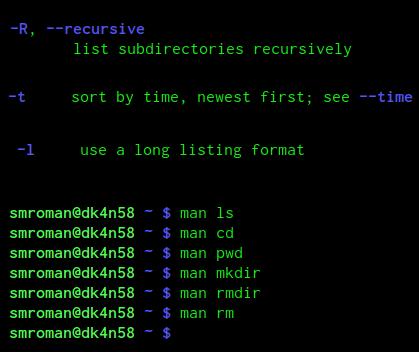 -R, --recursive
list subdirectories recursively
-t sort by time, newest first; see --time
-l use a long listing format
smroman@dk4n58 ~ $ man ls
smroman@dk4n58 ~ $ man cd
smroman@dk4n58 ~ $ man pwd
smroman@dk4n58 ~ $ man mkdir
smroman@dk4n58 ~ $ man rmdir
smroman@dk4n58 ~ $ man rm
smroman@dk4n58 ~ $